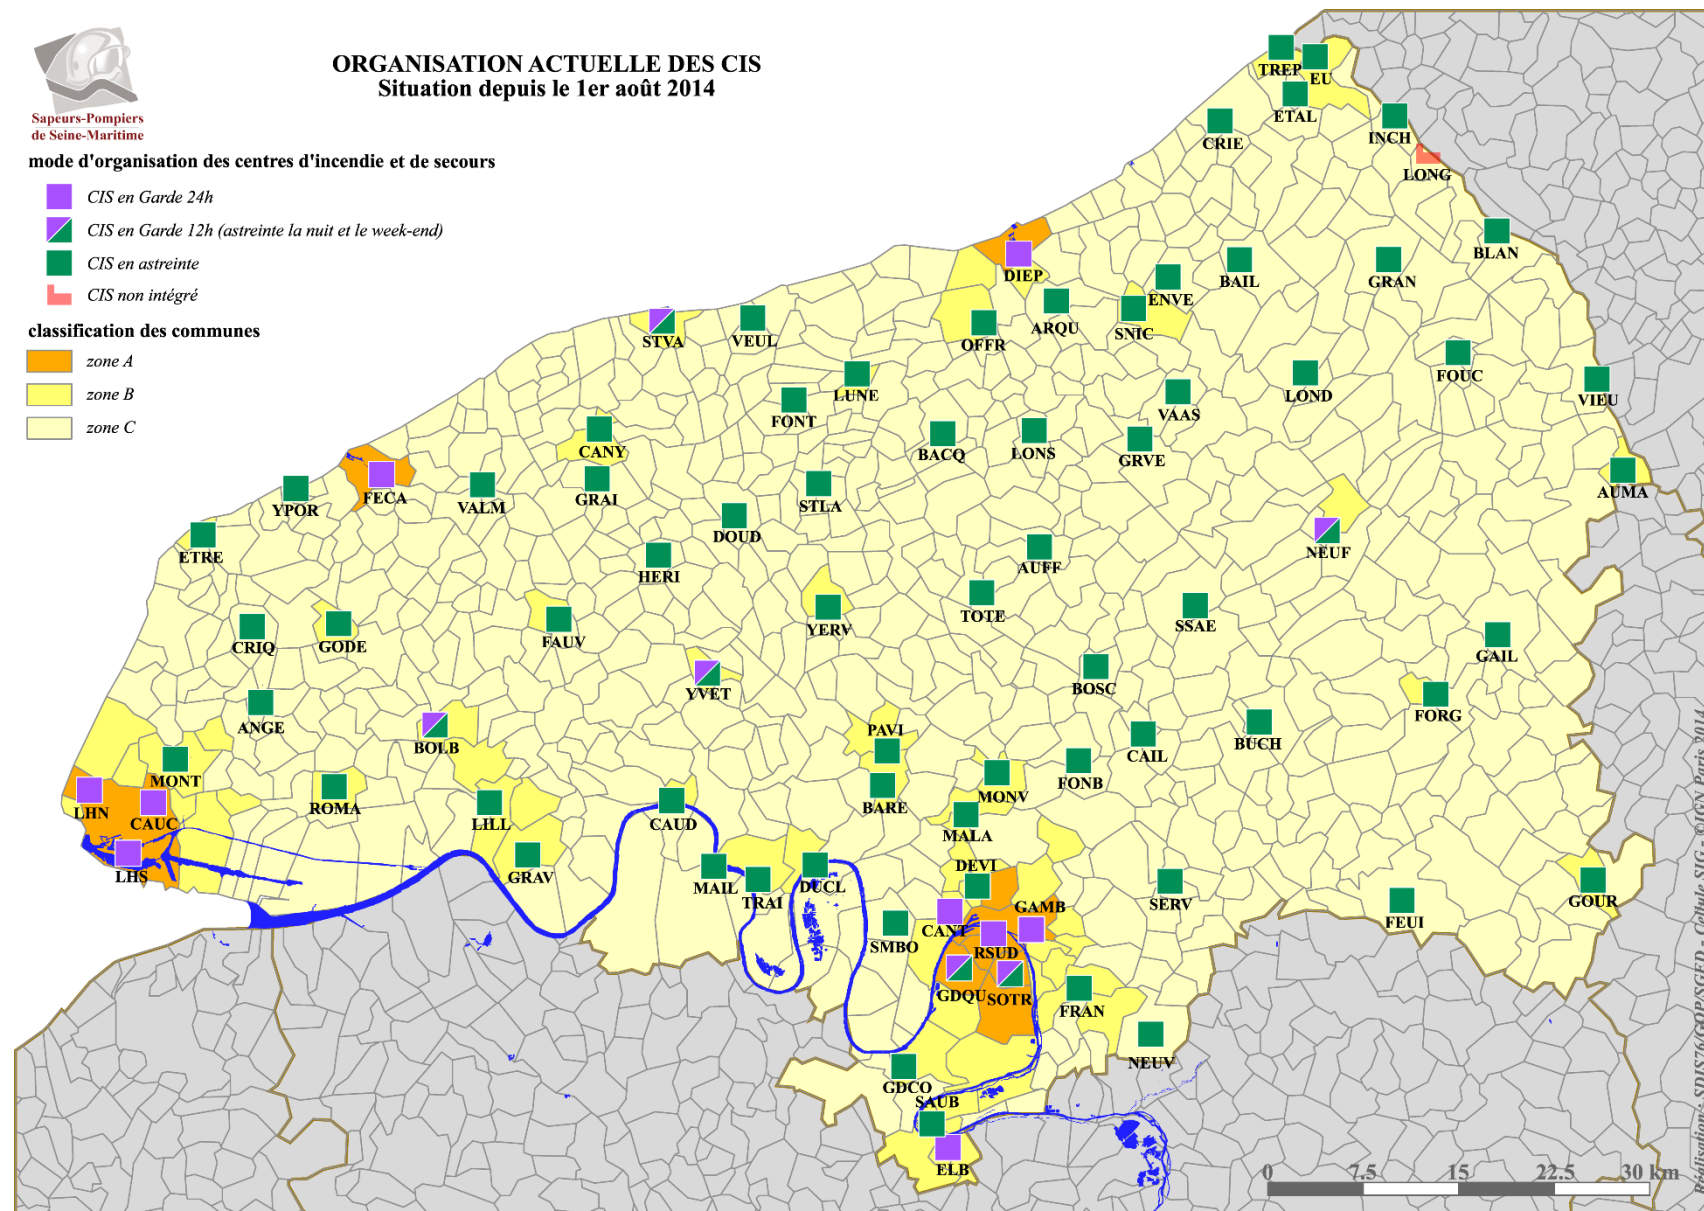 ORGANISATION ACTUELLE DES CIS
Situation depuis le 1er août 2014
Sapeurs-Pompiers
de Seine-Maritime
mode d'organisation des centres d'incendie et de secours
CIS en Garde 24h
CIS en Garde 12h (astreinte la nuit et le week-end)
CIS en astreinte
CIS non intégré
classification des communes
zone A
zone B
zone C
TREP
EU
ETAL
CRIE
INCH
LONG
BLAN
DIEP
ENVE
BAIL
GRAN
ARQU
SNIC
OFFR
STVA
VEUL
LUNE
FONT
VAAS
LOND
FOUC
VIEU
CANY
BACQ
LONS
GRVE
AUMA
FECA
YPOR
VALM
GRAI
STLA
DOUD
NEUF
ETRE
HERI
AUFF
TOTE
SSAE
CRIQ
GODE
FAUV
YERV
GAIL
YVET
BOSC
FORG
ANGE
BOLB
PAVI
CAIL
BUCH
MONT
ROMA
FONB
MONV
BARE
LHN
CAUC
LILL
CAUD
MALA
LHS
GRAV
MAIL
TRAI
DUCL
DEVI
SERV
FEUI
GOUR
CANT
GAMB
SMBO
RSUD
GDQU
SOTR
FRAN
NEUV
GDCO
SAUB
ELB
0 7.5 15 22.5 30 km